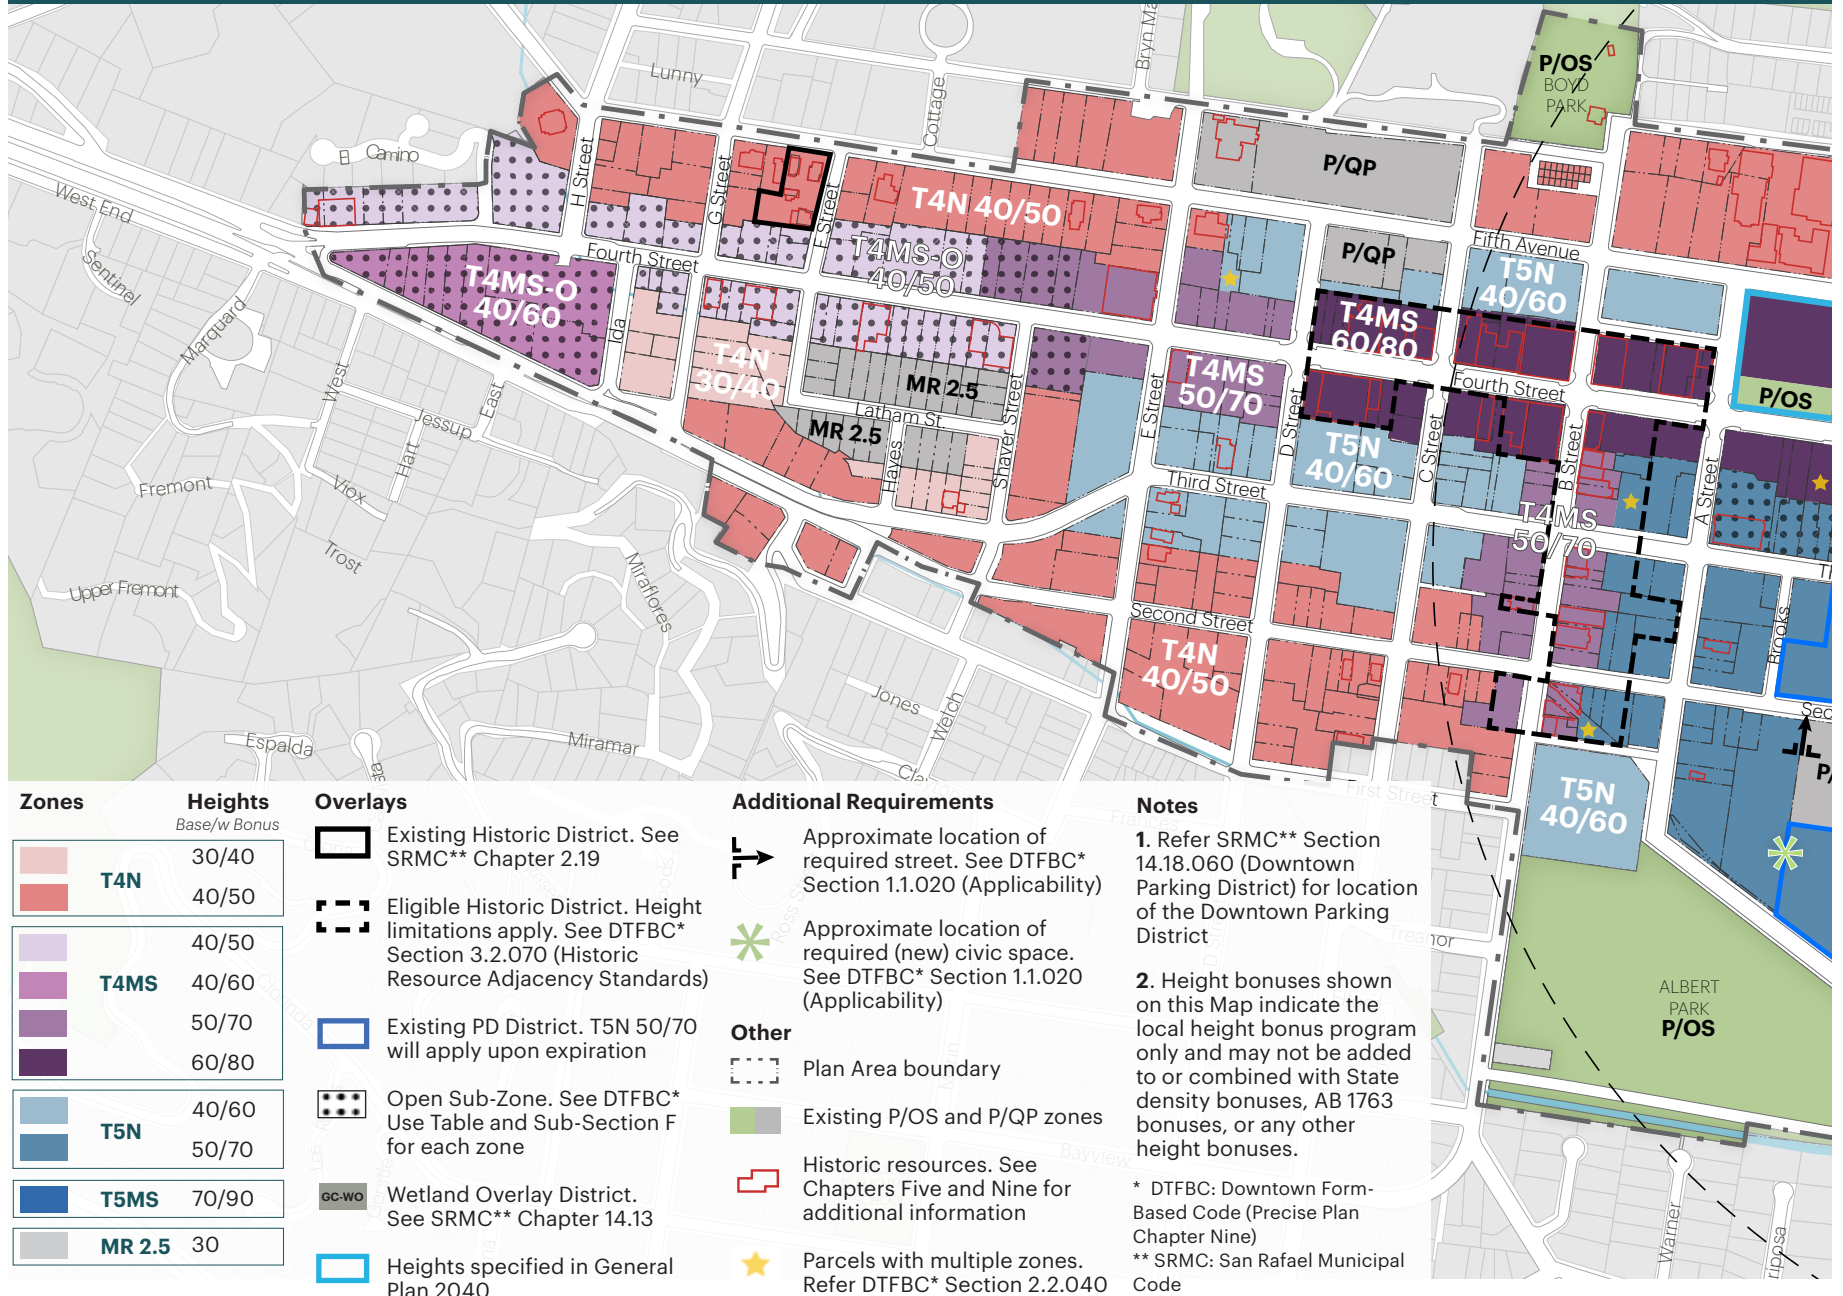 Lunny
Cottage
Bryn Ma
P/OS
BOYD
PARK
El Camino
West End
H Street
G Street
F Street
T4N 40/50
P/QP
Sentinel
Fourth Street
T4MS-O
40/50
P/QP
Fifth Avenue
T5N
40/60
T4MS-O
40/60
Marquard
Ida
T4N
30/40
MR 2.5
Latham St.
MR 2.5
Hayes
Shaver Street
E Street
T4MS
50/70
D Street
T4MS
60/80
Fourth Street
P/OS
West
East
Jessup
Hart
Viox
Fremont
Trost
Upper Fremont
Miraflores
T5N
40/60
C Street
B Street
A Street
Third Street
T4MS
50/70
Th
Second Street
Brooks
T4N
40/50
Sec
P/
Jones
Welch
Espalda
Miramar
Clayton
Frances
First Street
T5N
40/60
Treanor
Ross S
Bayview
ALBERT
PARK
P/OS
Warner
riposa
Zones
Heights
Base/w Bonus
T4N
30/40
40/50
T4MS
40/50
40/60
50/70
60/80
T5N
40/60
50/70
T5MS
70/90
MR 2.5
30
Overlays
Existing Historic District. See
SRMC** Chapter 2.19
Eligible Historic District. Height
limitations apply. See DTFBC*
Section 3.2.070 (Historic
Resource Adjacency Standards)
Existing PD District. T5N 50/70
will apply upon expiration
Open Sub-Zone. See DTFBC*
Use Table and Sub-Section F
for each zone
GC-WO
Wetland Overlay District.
See SRMC** Chapter 14.13
Heights specified in General
Plan 2040
Additional Requirements
Approximate location of
required street. See DTFBC*
Section 1.1.020 (Applicability)
Approximate location of
required (new) civic space.
See DTFBC* Section 1.1.020
(Applicability)
Other
Plan Area boundary
Existing P/OS and P/QP zones
Historic resources. See
Chapters Five and Nine for
additional information
Parcels with multiple zones.
Refer DTFBC* Section 2.2.040
Notes
1. Refer SRMC** Section
14.18.060 (Downtown
Parking District) for location
of the Downtown Parking
District
2. Height bonuses shown
on this Map indicate the
local height bonus program
only and may not be added
to or combined with State
density bonuses, AB 1763
bonuses, or any other
height bonuses.
* DTFBC: Downtown Form-
Based Code (Precise Plan
Chapter Nine)
** SRMC: San Rafael Municipal
Code